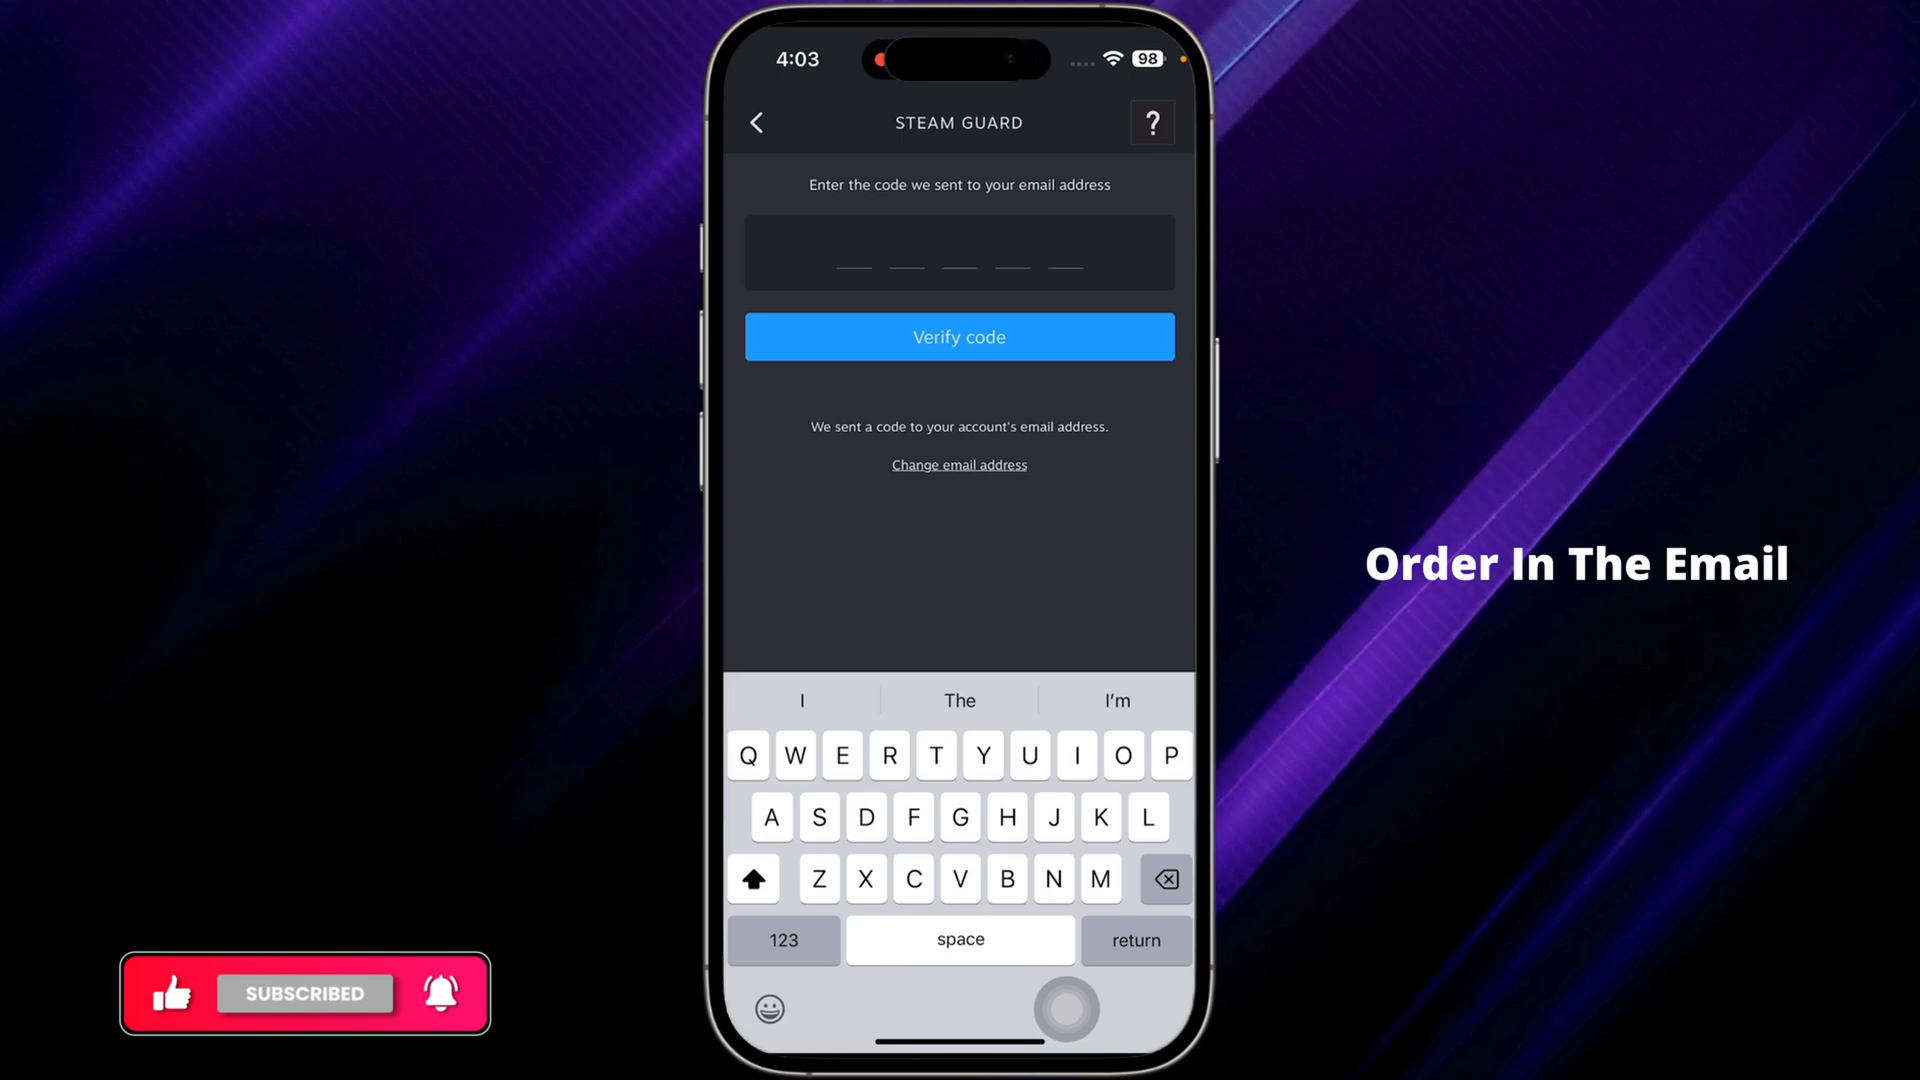 4:03
98
STEAM GUARD
?
Enter the code we sent to your email address
Verify code
We sent a code to your account's email address.
Change email address
Order In The Email
I The I'm
Q W E R T Y U I O P
A S D F G H J K L
Z X C V B N M
123 space return
SUBSCRIBED